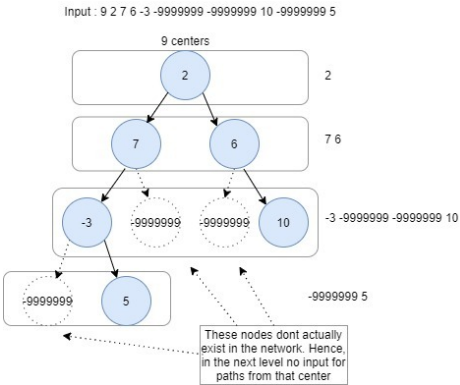 Input : 9 2 7 6 -3 -9999999 -9999999 10 -9999999 5
9 centers
2
2
7
6
7 6
-3
-9999999
-9999999
10
-3 -9999999 -9999999 10
-9999999
5
-9999999 5
These nodes dont actually
exist in the network. Hence,
in the next level no input for
paths from that center